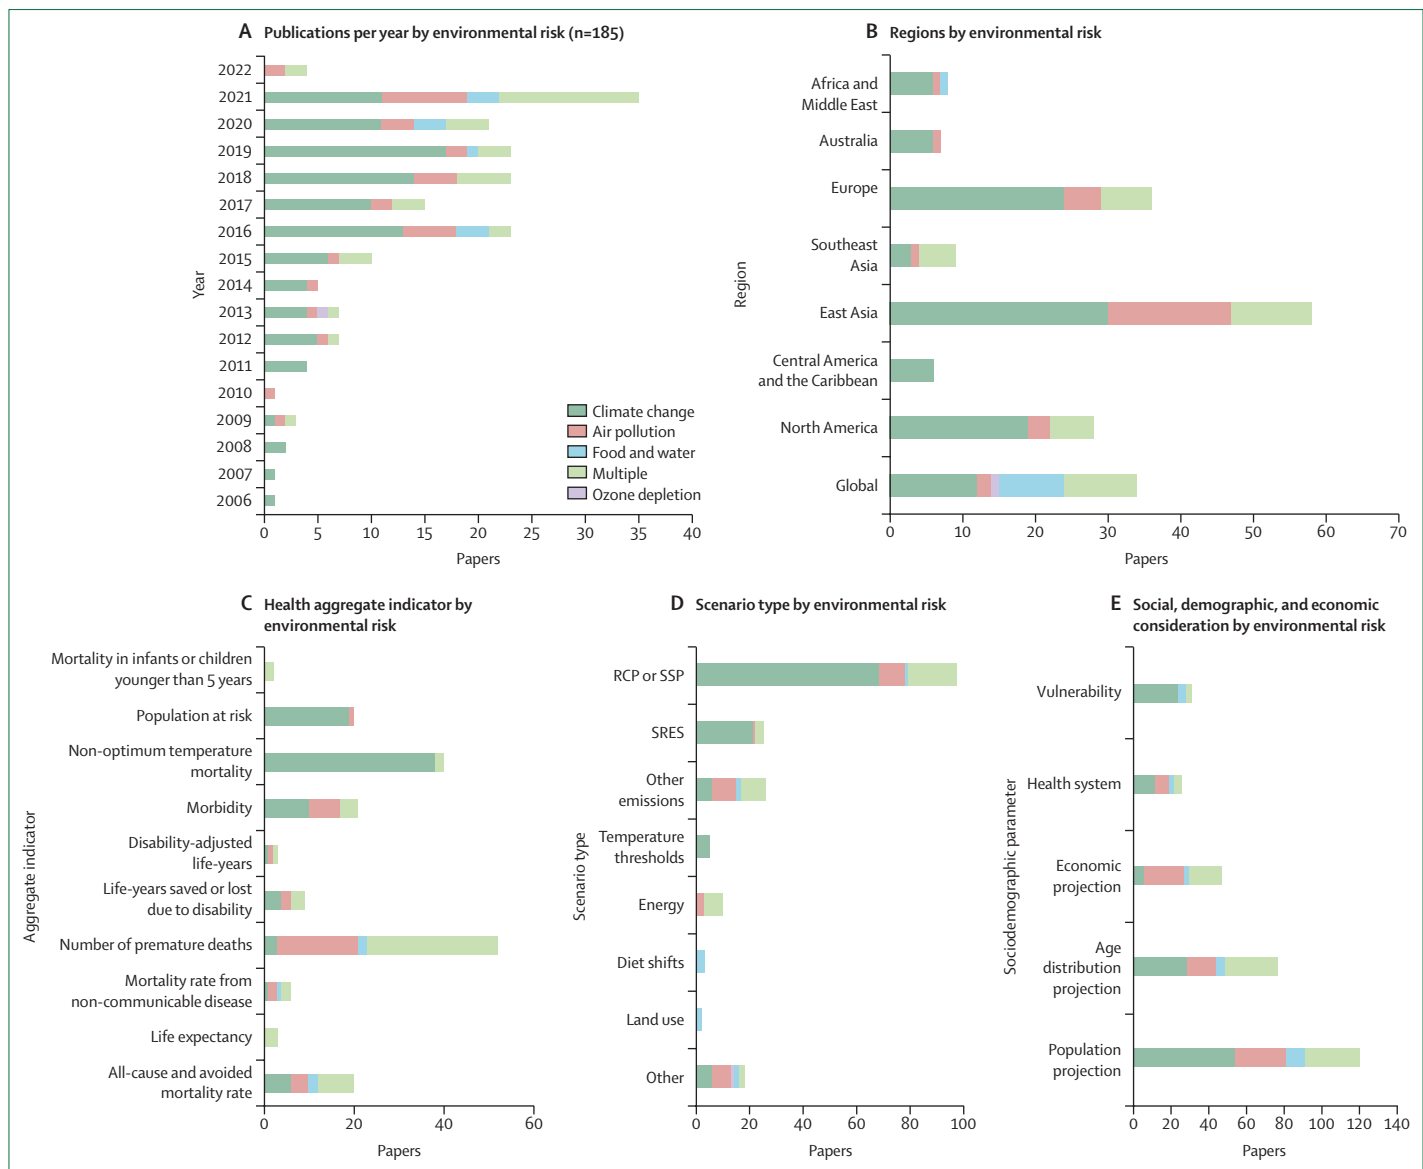 A Publications per year by environmental risk (n=185)
2022
2021
2020
2019
2018
2017
2016
2015
2014
2013
2012
2011
2010
2009
2008
2007
2006
Year
0 5 10 15 20 25 30 35 40
Papers
Climate change
Air pollution
Food and water
Multiple
Ozone depletion
B Regions by environmental risk
Africa and
Middle East
Australia
Europe
Southeast
Asia
East Asia
Central America
and the Caribbean
North America
Global
Region
0 10 20 30 40 50 60 70
Papers
C Health aggregate indicator by
environmental risk
Mortality in infants or children
younger than 5 years
Population at risk
Non-optimum temperature
mortality
Morbidity
Disability-adjusted
life-years
Life-years saved or lost
due to disability
Number of premature deaths
Mortality rate from
non-communicable disease
Life expectancy
All-cause and avoided
mortality rate
Aggregate indicator
0 20 40 60
Papers
D Scenario type by environmental risk
RCP or SSP
SRES
Other
emissions
Temperature
thresholds
Energy
Diet shifts
Land use
Other
Scenario type
0 20 40 60 80 100
Papers
E Social, demographic, and economic
consideration by environmental risk
Vulnerability
Health system
Economic
projection
Age
distribution
projection
Population
projection
Sociodemographic parameter
0 20 40 60 80 100 120 140
Papers